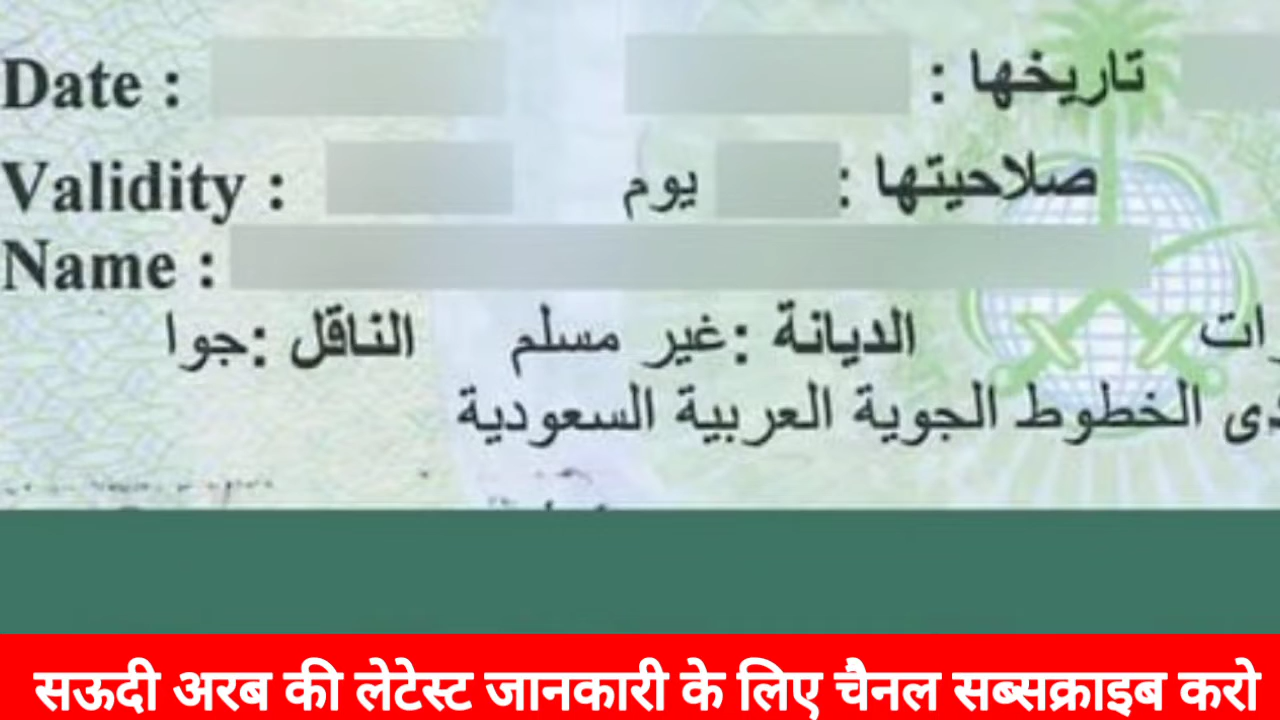 Date : تاريخها :
Validity : صلاحيتها : يوم
Name :
الديانة :غير مسلم الناقل :جوا
الخطوط الجوية العربية السعودية
सऊदी अरब की लेटेस्ट जानकारी के लिए चैनल सब्सक्राइब करो